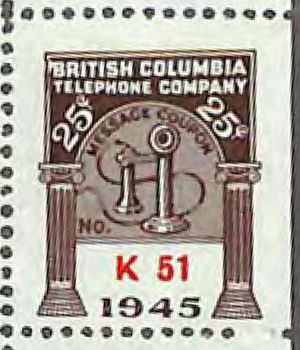 BRITISH COLUMBIA
TELEPHONE COMPANY
25¢ 25¢
MESSAGE COUPON
NO.
K 51
1945